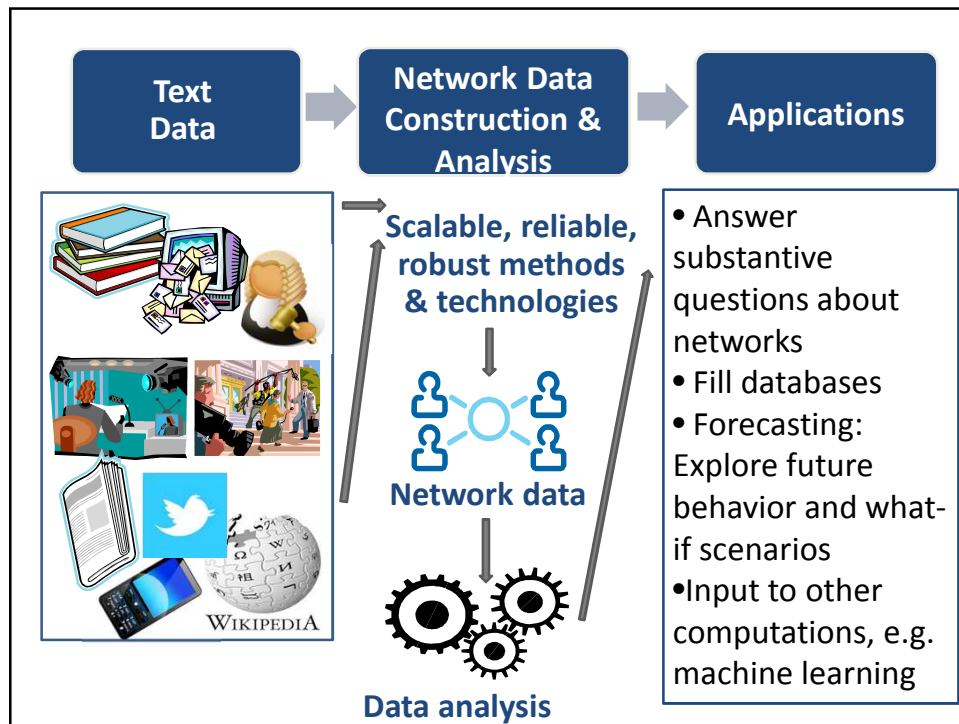 Text
Data
Network Data
Construction &
Analysis
Applications
WIKIPEDIA
Scalable, reliable,
robust methods
& technologies
Network data
Data analysis
• Answer
substantive
questions about
networks
• Fill databases
• Forecasting:
Explore future
behavior and what-
if scenarios
•Input to other
computations, e.g.
machine learning